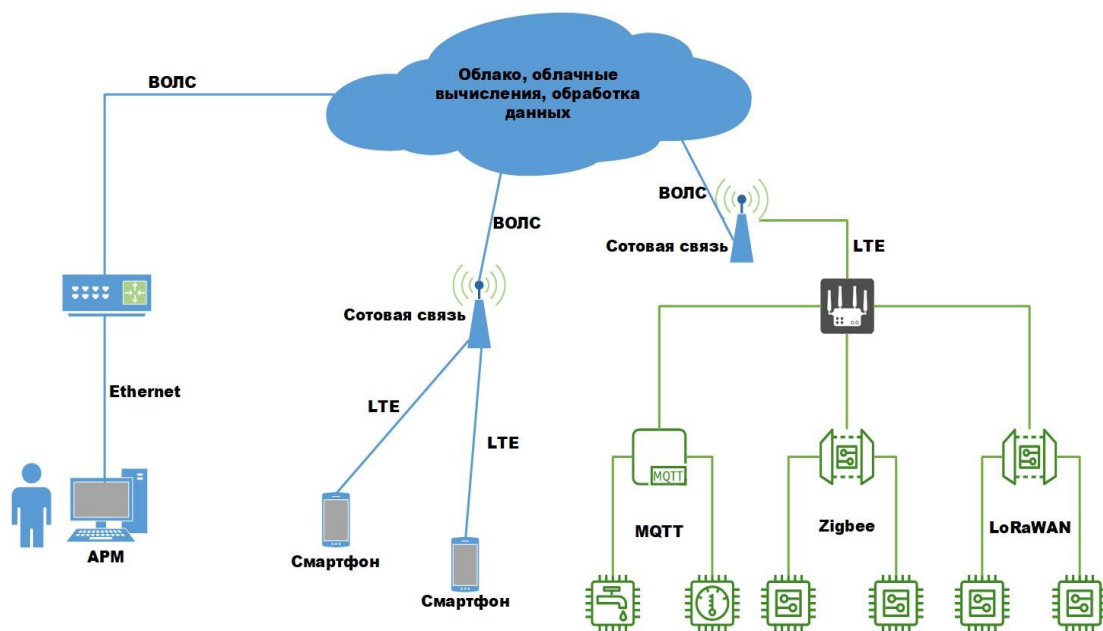 Облако, облачные
вычисления, обработка
данных
ВОЛС
ВОЛС
ВОЛС
Сотовая связь
LTE
Сотовая связь
Ethernet
LTE
LTE
MQTT
MQTT
Zigbee
LoRaWAN
АРМ
Смартфон
Смартфон